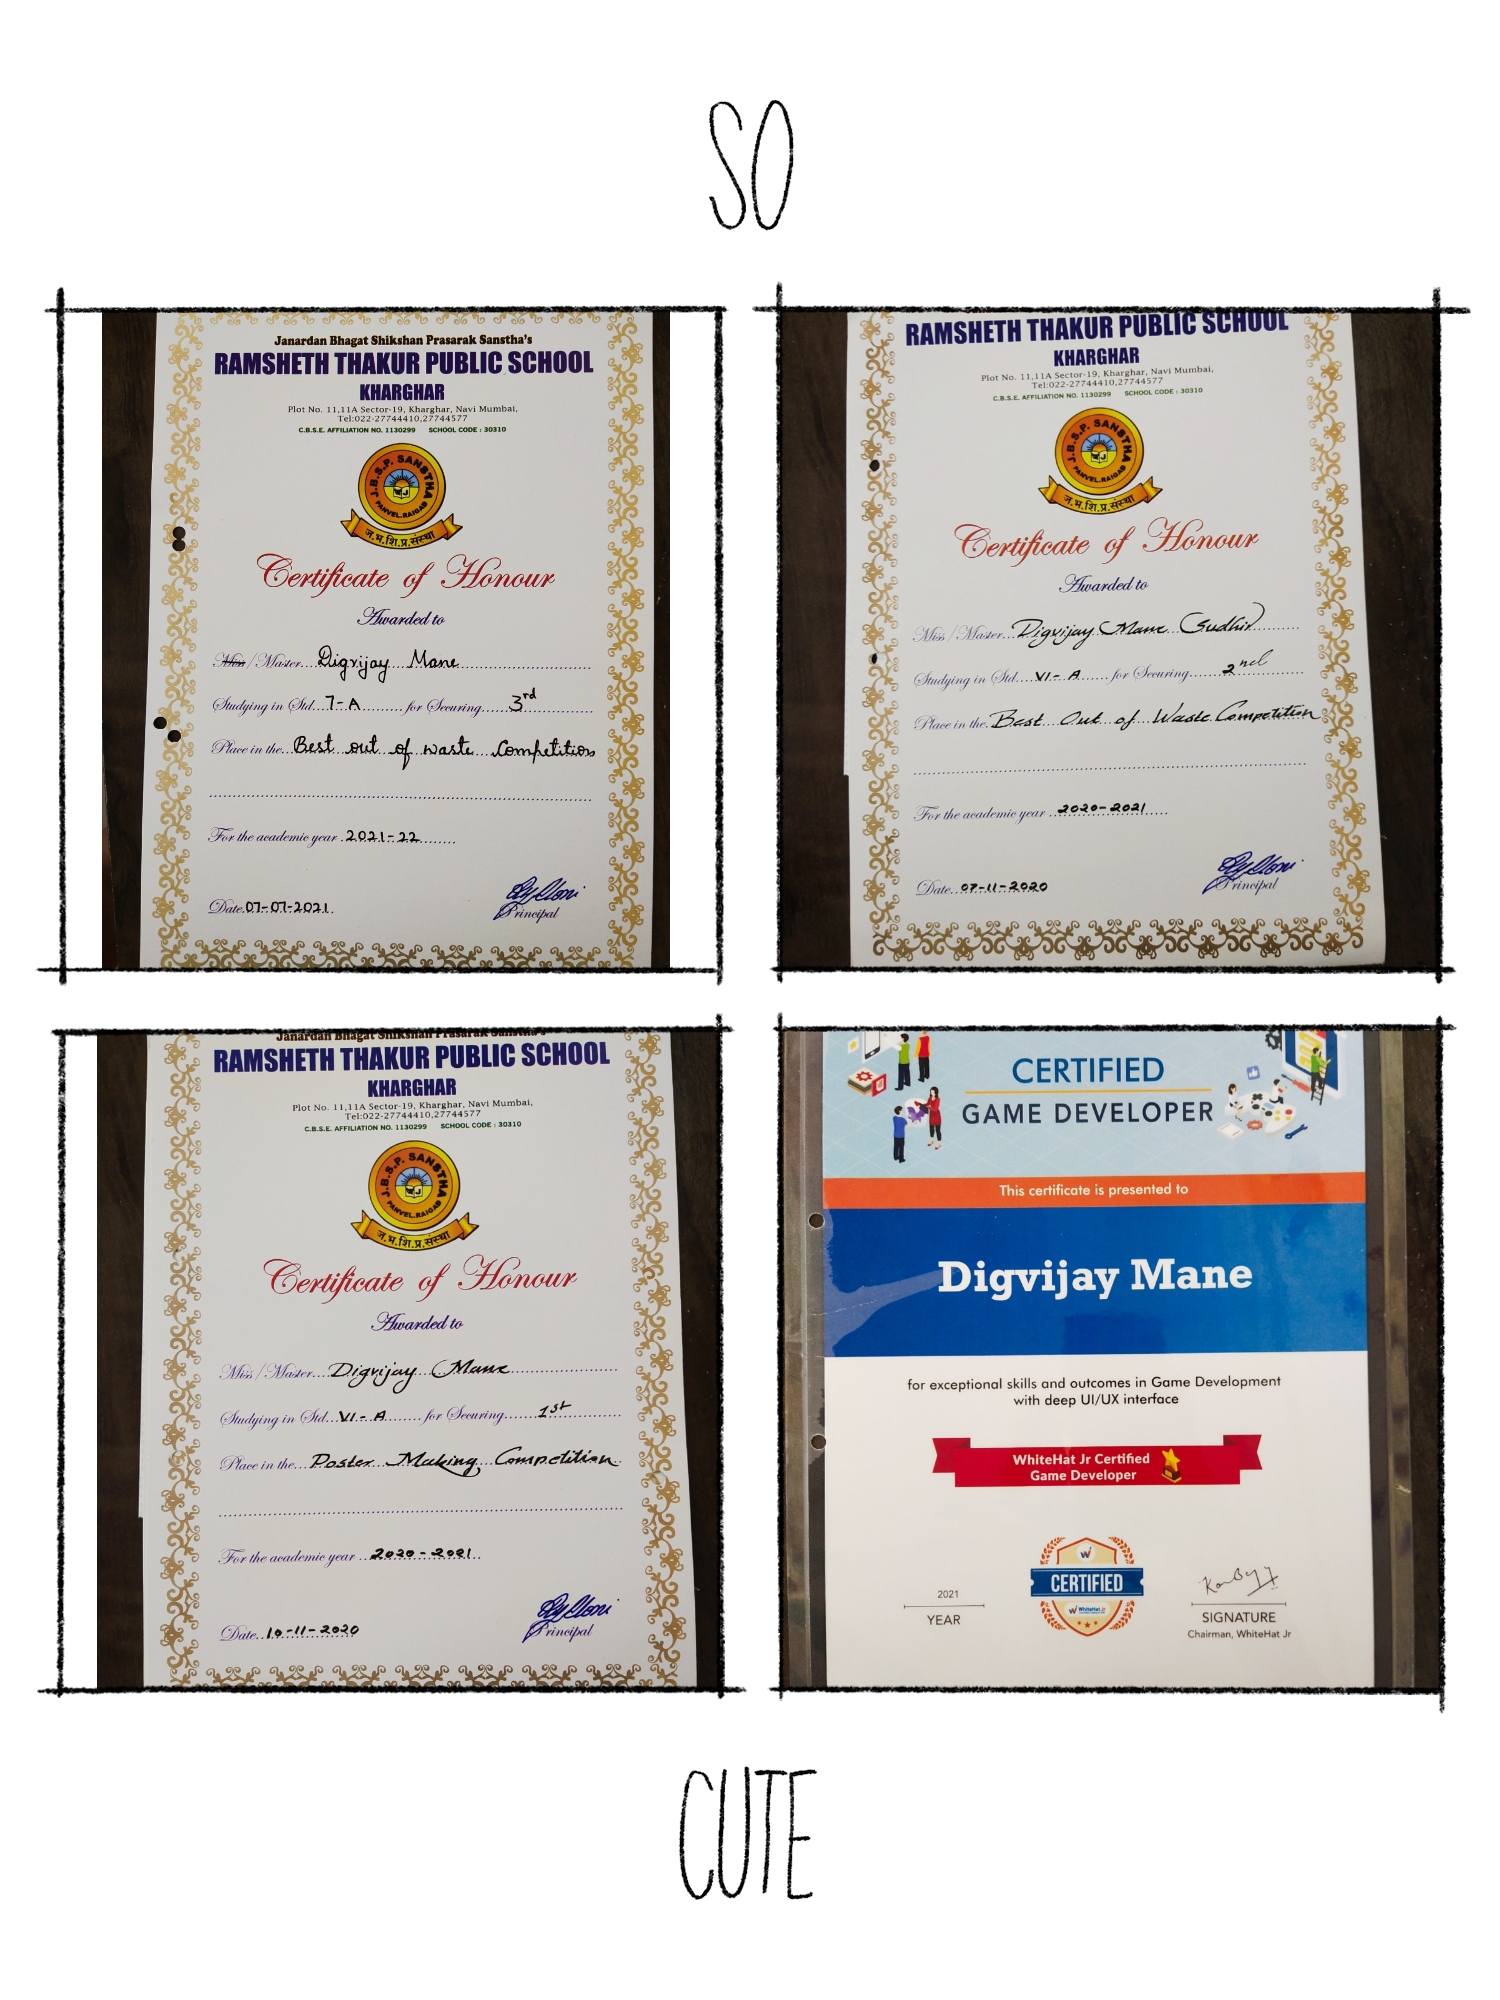 SO
Janardan Bhagat Shikshan Prasarak Sanstha's
RAMSHETH THAKUR PUBLIC SCHOOL
KHARGHAR
Plot No. 11,11A Sector-19, Kharghar, Navi Mumbai,
Tel:022-27744410,27744577
C.B.S.E. AFFILIATION NO. 1130299 SCHOOL CODE : 30310
J.B.S.P. SANSTHA
PANVEL.RAIGAD
ज.भ.शि.प्र.संस्था
Certificate of Honour
Awarded to
Miss / Master Digvijay Mane
Studying in Std. 7-A for Securing 3rd
Place in the Best out of waste Competition
For the academic year 2021-22
Date 07-07-2021
Principal
RAMSHETH THAKUR PUBLIC SCHOOL
KHARGHAR
Plot No. 11,11A Sector-19, Kharghar, Navi Mumbai,
Tel:022-27744410,27744577
C.B.S.E. AFFILIATION NO. 1130299 SCHOOL CODE : 30310
J.B.S.P. SANSTHA
PANVEL.RAIGAD
ज.भ.शि.प्र.संस्था
Certificate of Honour
Awarded to
Miss / Master Digvijay Mane (Sudhir)
Studying in Std. VI-A for Securing 2nd
Place in the Best Out of Waste Competition
For the academic year 2020-2021
Date 07-11-2020
Principal
Janardan Bhagat Shikshan Prasarak Sanstha's
RAMSHETH THAKUR PUBLIC SCHOOL
KHARGHAR
Plot No. 11,11A Sector-19, Kharghar, Navi Mumbai,
Tel:022-27744410,27744577
C.B.S.E. AFFILIATION NO. 1130299 SCHOOL CODE : 30310
J.B.S.P. SANSTHA
PANVEL.RAIGAD
ज.भ.शि.प्र.संस्था
Certificate of Honour
Awarded to
Miss / Master Digvijay Mane
Studying in Std. VI-A for Securing 1st
Place in the Poster Making Competition
For the academic year 2020-2021
Date 10-11-2020
Principal
CERTIFIED
GAME DEVELOPER
This certificate is presented to
Digvijay Mane
for exceptional skills and outcomes in Game Development
with deep UI/UX interface
WhiteHat Jr Certified
Game Developer
W
CERTIFIED
WhiteHat Jr
2021
YEAR
SIGNATURE
Chairman, WhiteHat Jr
CUTE